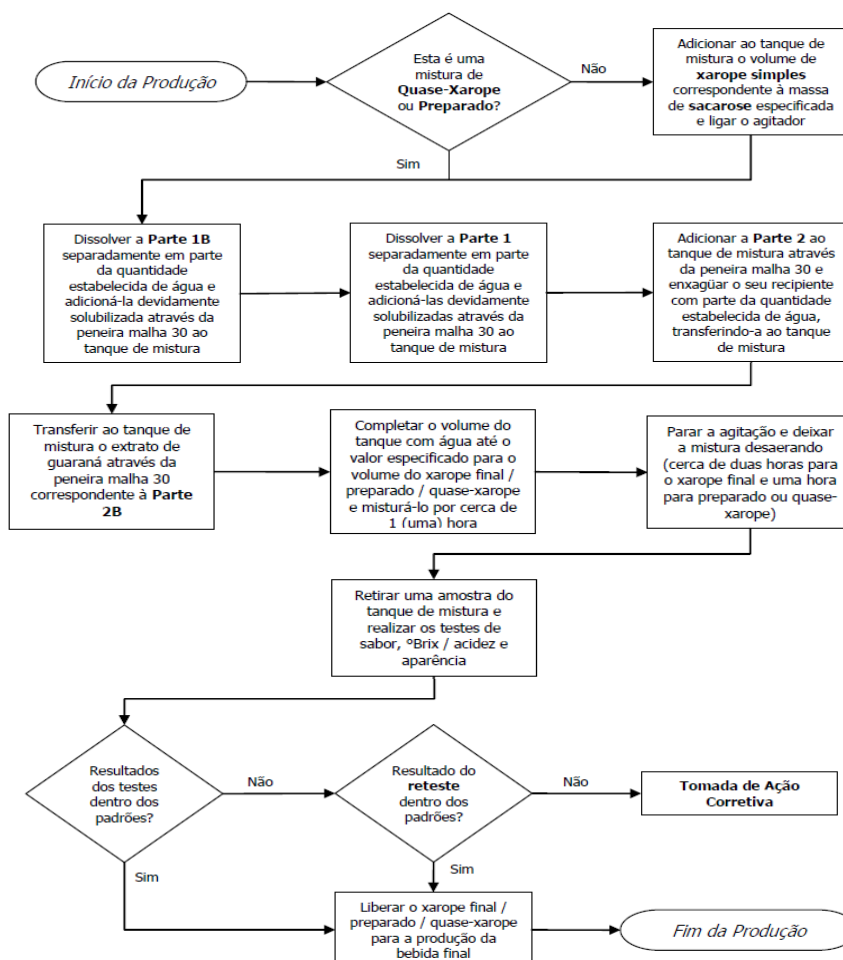 Início da Produção
Esta é uma
mistura de
Quase-Xarope
ou Preparado?
Não
Adicionar ao tanque de
mistura o volume de
xarope simples
correspondente à massa
de sacarose especificada
e ligar o agitador
Sim
Dissolver a Parte 1B
separadamente em parte
da quantidade
estabelecida de água e
adicioná-la devidamente
solubilizada através da
peneira malha 30 ao
tanque de mistura
Dissolver a Parte 1
separadamente em parte
da quantidade
estabelecida de água e
adicioná-las devidamente
solubilizadas através da
peneira malha 30 ao
tanque de mistura
Adicionar a Parte 2 ao
tanque de mistura através
da peneira malha 30 e
enxagüar o seu recipiente
com parte da quantidade
estabelecida de água,
transferindo-a ao tanque
de mistura
Transferir ao tanque de
mistura o extrato de
guaraná através da
peneira malha 30
correspondente à Parte
2B
Completar o volume do
tanque com água até o
valor especificado para o
volume do xarope final /
preparado / quase-xarope
e misturá-lo por cerca de
1 (uma) hora
Parar a agitação e deixar
a mistura desaerando
(cerca de duas horas para
o xarope final e uma hora
para preparado ou quase-
xarope)
Retirar uma amostra do
tanque de mistura e
realizar os testes de
sabor, °Brix / acidez e
aparência
Resultados
dos testes
dentro dos
padrões?
Não
Resultado do
reteste
dentro dos
padrões?
Não
Tomada de Ação
Corretiva
Sim
Sim
Liberar o xarope final /
preparado / quase-xarope
para a produção da
bebida final
Fim da Produção